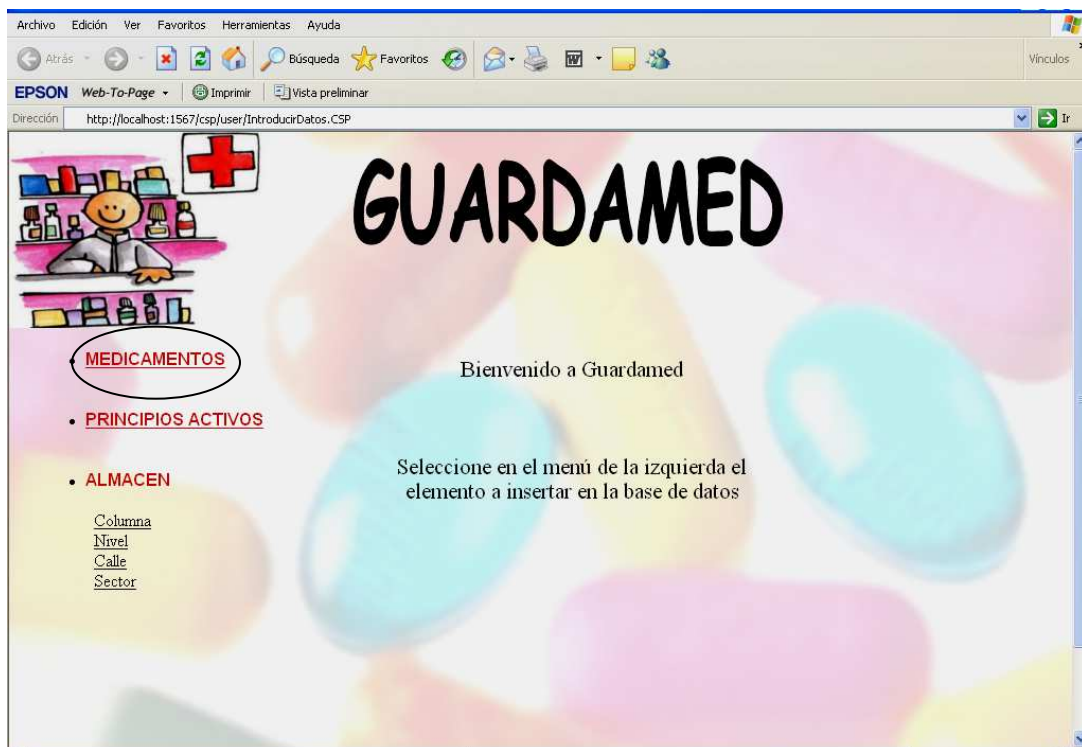 Archivo Edición Ver Favoritos Herramientas Ayuda
Atrás Búsqueda Favoritos Vínculos
EPSON Web-To-Page Imprimir Vista preliminar
Dirección http://localhost:1567/csp/user/IntroducirDatos.CSP Ir
GUARDAMED
MEDICAMENTOS
PRINCIPIOS ACTIVOS
ALMACEN
Columna
Nivel
Calle
Sector
Bienvenido a Guardamed
Seleccione en el menú de la izquierda el
elemento a insertar en la base de datos